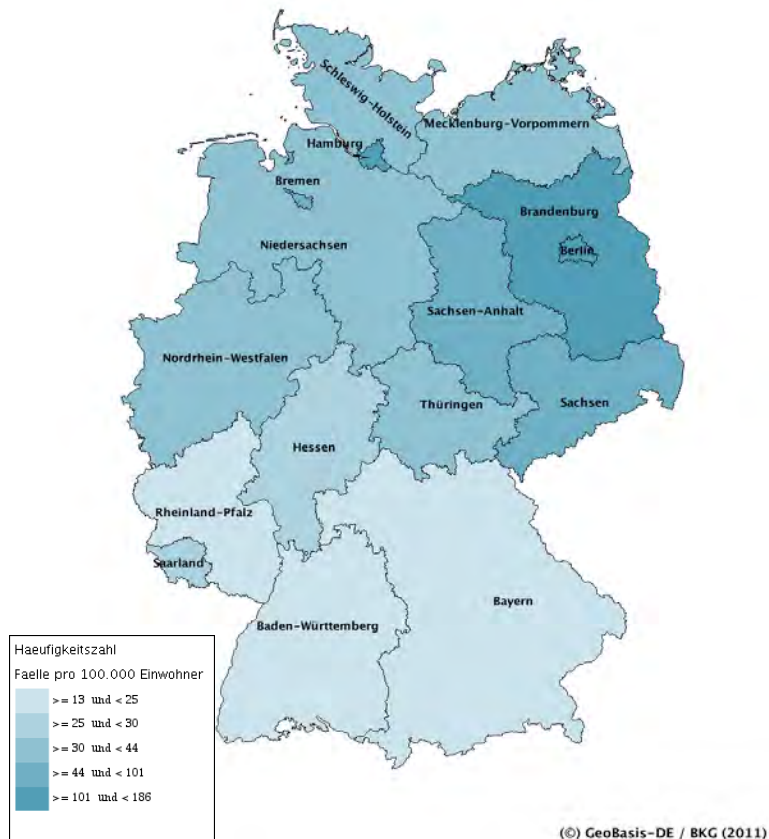 Schleswig-Holstein
Mecklenburg-Vorpommern
Hamburg
Bremen
Brandenburg
Niedersachsen
Berlin
Sachsen-Anhalt
Nordrhein-Westfalen
Thüringen
Sachsen
Hessen
Rheinland-Pfalz
Saarland
Bayern
Baden-Württemberg
Haeufigkeitszahl
Faelle pro 100.000 Einwohner
>= 13 und < 25
>= 25 und < 30
>= 30 und < 44
>= 44 und < 101
>= 101 und < 186
(©) GeoBasis-DE / BKG (2011)